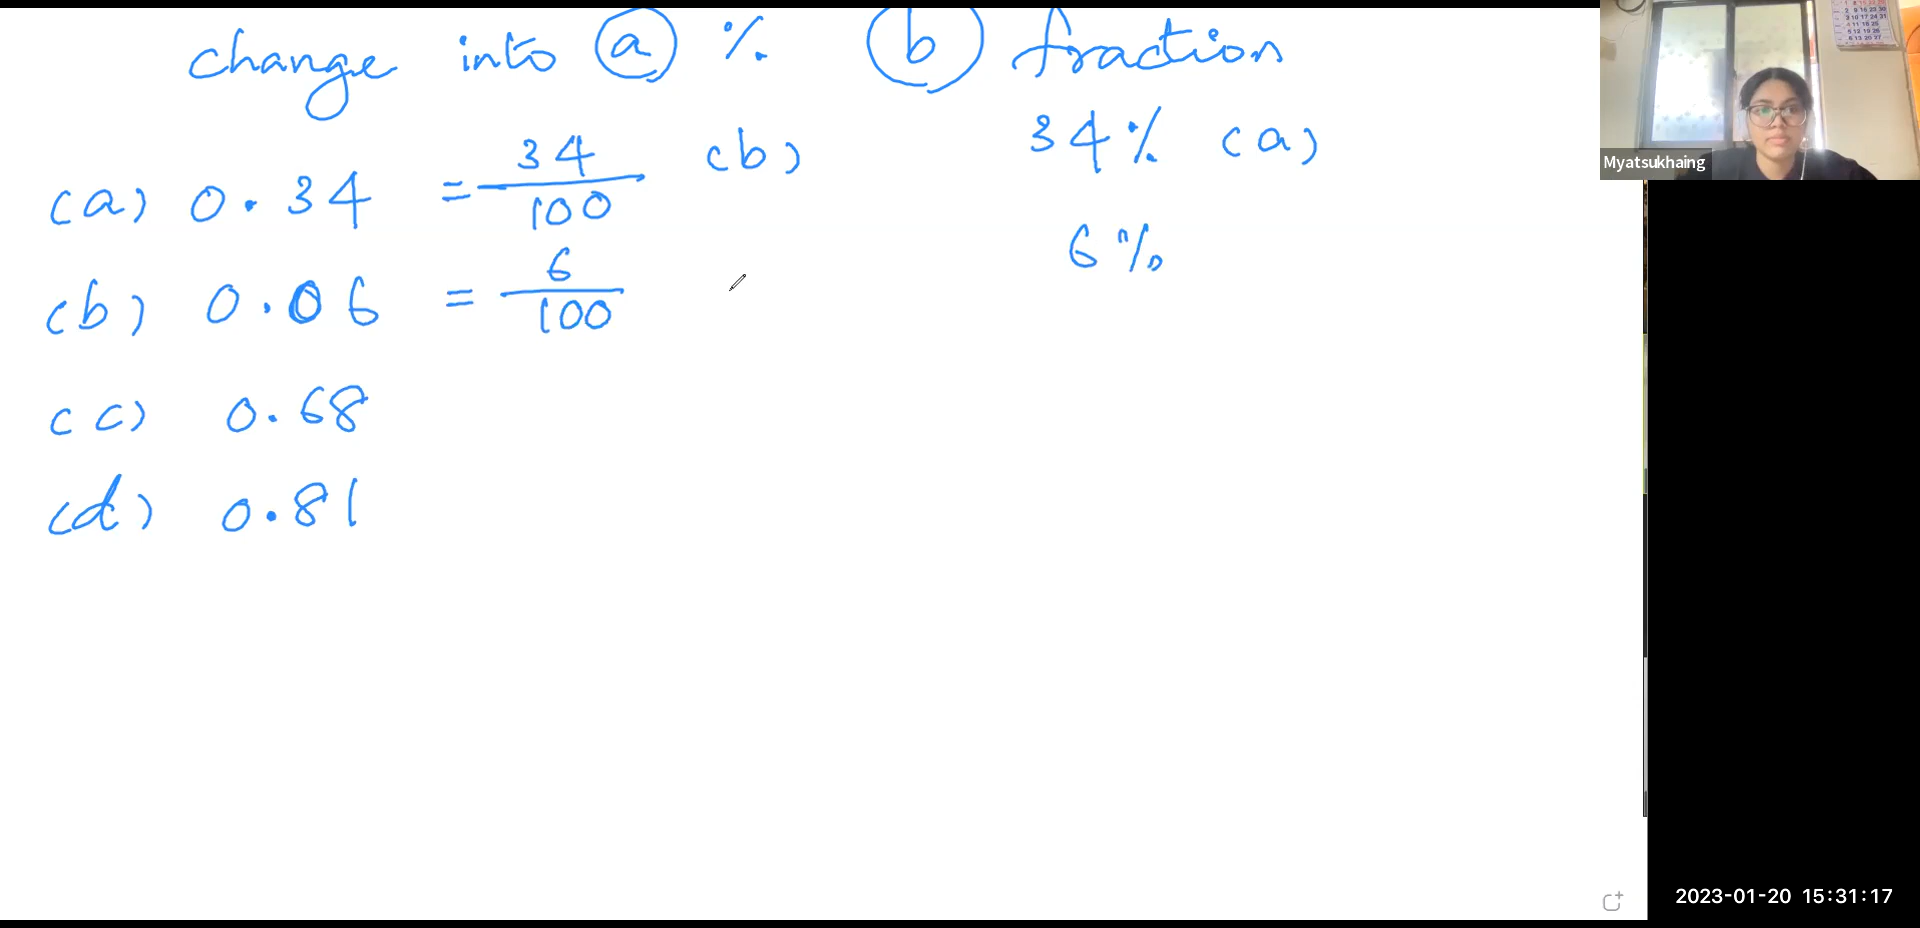 change into (a) % (b) fraction
(a) 0.34 = 34/100 (b) 34% (a)
(b) 0.06 = 6/100 6%
(c) 0.68
(d) 0.81
Myatsukhaing
2023-01-20 15:31:17